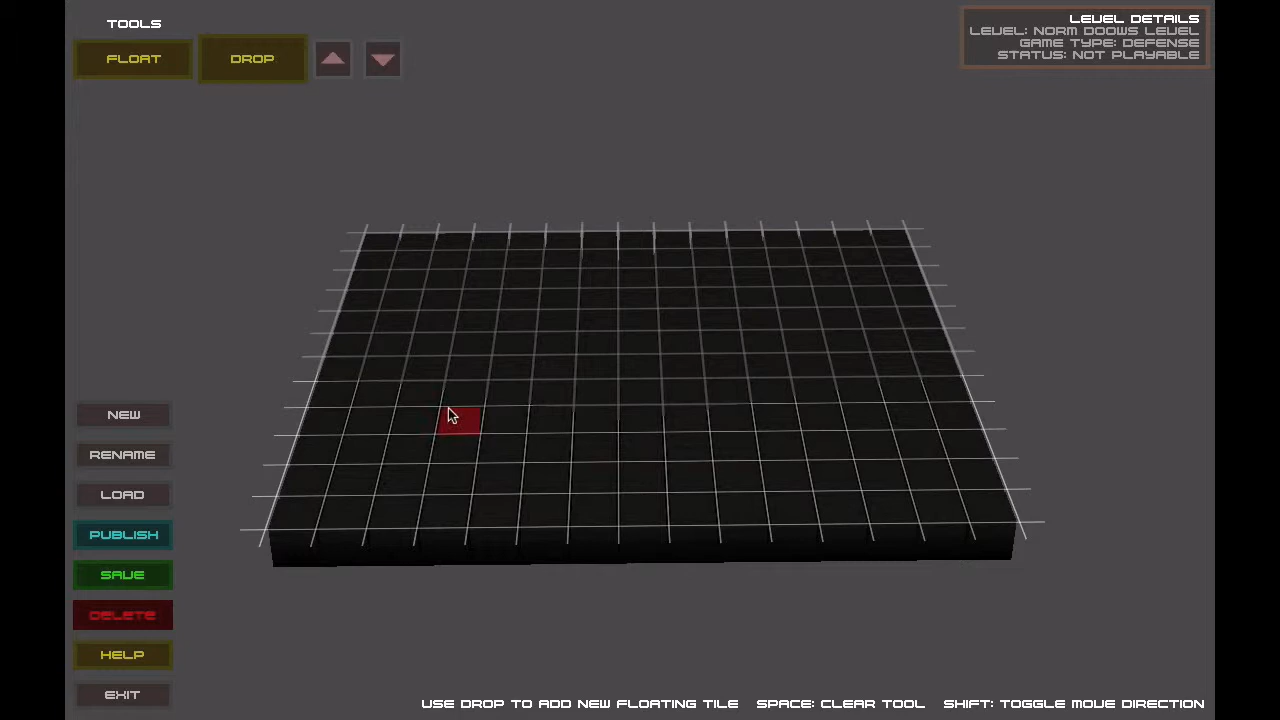 TOOLS
FLOAT
DROP
LEVEL DETAILS
LEVEL: NORM DOOWS LEVEL
GAME TYPE: DEFENSE
STATUS: NOT PLAYABLE
NEW
RENAME
LOAD
PUBLISH
SAVE
DELETE
HELP
EXIT
USE DROP TO ADD NEW FLOATING TILE SPACE: CLEAR TOOL SHIFT: TOGGLE MOVE DIRECTION